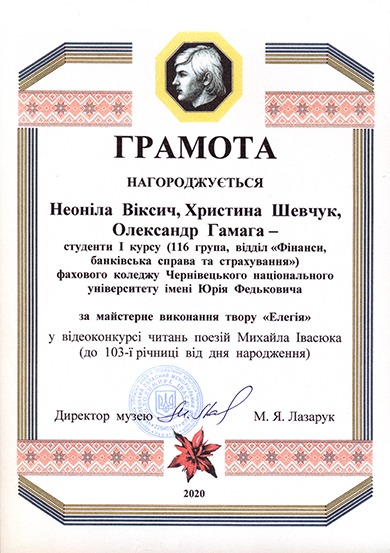 ГРАМОТА
НАГОРОДЖУЄТЬСЯ
Неоніла Віксич, Христина Шевчук,
Олександр Гамага –
студенти І курсу (116 група, відділ «Фінанси,
банківська справа та страхування»)
фахового коледжу Чернівецького національного
університету імені Юрія Федьковича
за майстерне виконання твору «Елегія»
у відеоконкурсі читань поезій Михайла Івасюка
(до 103-ї річниці від дня народження)
Директор музею М. Я. Лазарук
2020